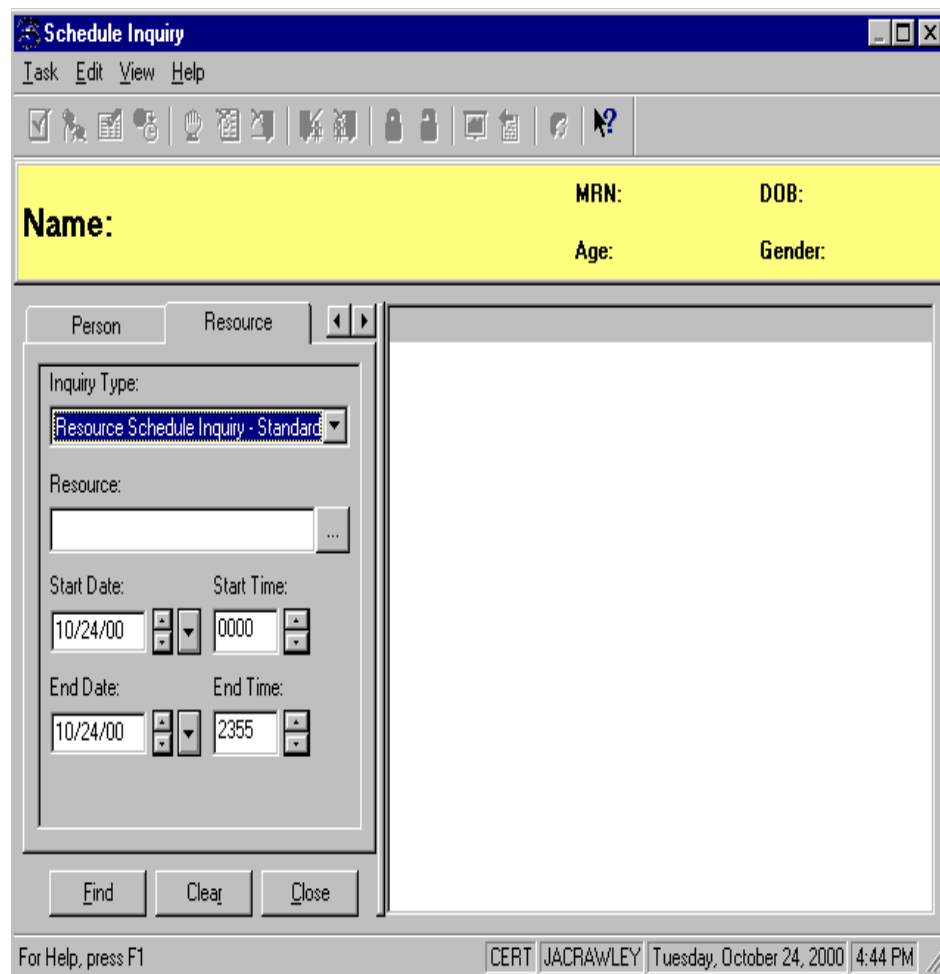 Schedule Inquiry
Task Edit View Help
Name:
MRN: DOB:
Age: Gender:
Person Resource
Inquiry Type:
Resource Schedule Inquiry - Standard
Resource:
...
Start Date: Start Time:
10/24/00 0000
End Date: End Time:
10/24/00 2355
Find Clear Close
For Help, press F1 CERT JACRAWLEY Tuesday, October 24, 2000 4:44 PM